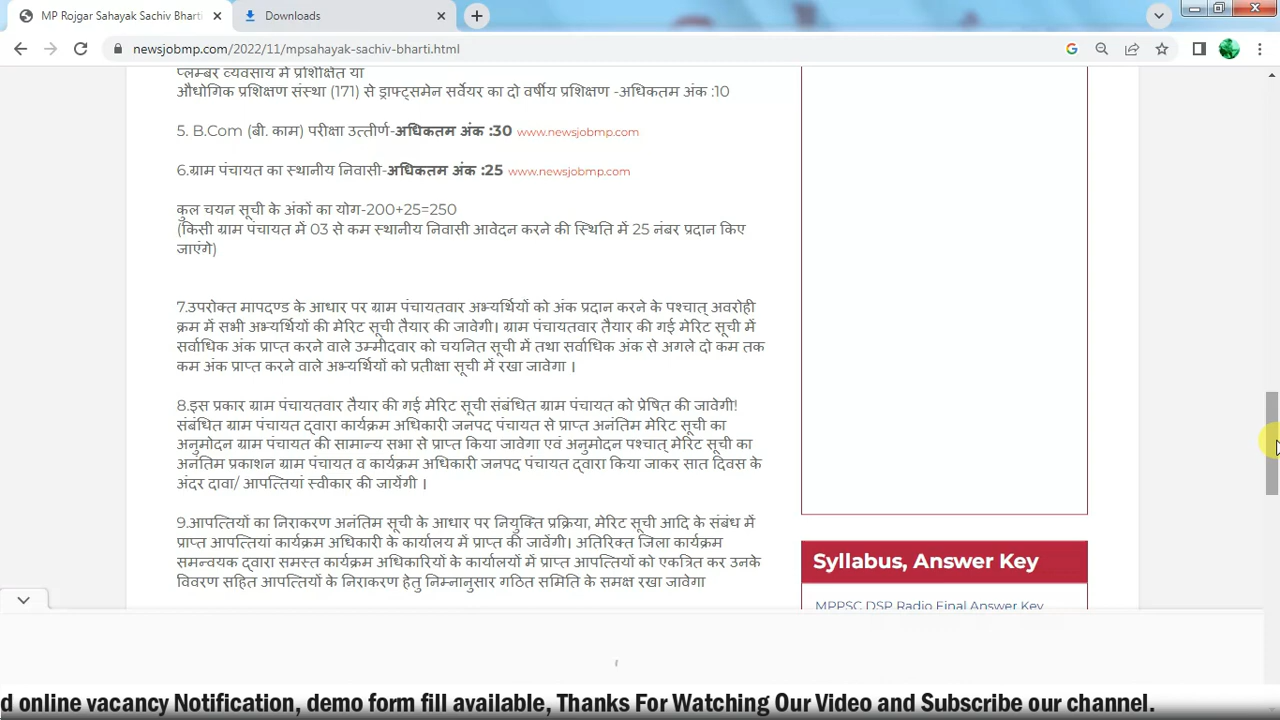 MP Rojgar Sahayak Sachiv Bharti
Downloads
newsjobmp.com/2022/11/mpsahayak-sachiv-bharti.html
प्लम्बर व्यवसाय में प्रशिक्षित या
औधोगिक प्रशिक्षण संस्था (171) से ड्राफ्ट्समेन सर्वेयर का दो वर्षीय प्रशिक्षण -अधिकतम अंक :10
5. B.Com (बी. काम) परीक्षा उत्तीर्ण-अधिकतम अंक :30 www.newsjobmp.com
6.ग्राम पंचायत का स्थानीय निवासी-अधिकतम अंक :25 www.newsjobmp.com
कुल चयन सूची के अंकों का योग-200+25=250
(किसी ग्राम पंचायत में 03 से कम स्थानीय निवासी आवेदन करने की स्थिति में 25 नंबर प्रदान किए
जाएंगे)
7.उपरोक्त मापदण्ड के आधार पर ग्राम पंचायतवार अभ्यर्थियों को अंक प्रदान करने के पश्चात् अवरोही
क्रम में सभी अभ्यर्थियों की मेरिट सूची तैयार की जावेगी। ग्राम पंचायतवार तैयार की गई मेरिट सूची में
सर्वाधिक अंक प्राप्त करने वाले उम्मीदवार को चयनित सूची में तथा सर्वाधिक अंक से अगले दो कम तक
कम अंक प्राप्त करने वाले अभ्यर्थियों को प्रतीक्षा सूची में रखा जावेगा ।
8.इस प्रकार ग्राम पंचायतवार तैयार की गई मेरिट सूची संबंधित ग्राम पंचायत को प्रेषित की जावेगी!
संबंधित ग्राम पंचायत द्वारा कार्यक्रम अधिकारी जनपद पंचायत से प्राप्त अनंतिम मेरिट सूची का
अनुमोदन ग्राम पंचायत की सामान्य सभा से प्राप्त किया जावेगा एवं अनुमोदन पश्चात् मेरिट सूची का
अनंतिम प्रकाशन ग्राम पंचायत व कार्यक्रम अधिकारी जनपद पंचायत द्वारा किया जाकर सात दिवस के
अंदर दावा/ आपत्तियां स्वीकार की जायेंगी ।
9.आपत्तियों का निराकरण अनंतिम सूची के आधार पर नियुक्ति प्रक्रिया, मेरिट सूची आदि के संबंध में
प्राप्त आपत्तियां कार्यक्रम अधिकारी के कार्यालय में प्राप्त की जावेंगी। अतिरिक्त जिला कार्यक्रम
समन्वयक द्वारा समस्त कार्यक्रम अधिकारियों के कार्यालयों में प्राप्त आपत्तियों को एकत्रित कर उनके
विवरण सहित आपत्तियों के निराकरण हेतु निम्नानुसार गठित समिति के समक्ष रखा जावेगा
Syllabus, Answer Key
MPPSC DSP Radio Final Answer Key
d online vacancy Notification, demo form fill available, Thanks For Watching Our Video and Subscribe our channel.